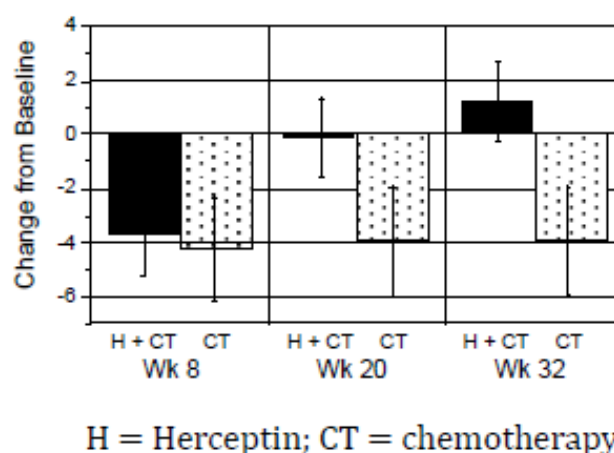 Change from Baseline
4
2
0
-2
-4
-6
H + CT CT H + CT CT H + CT CT
Wk 8 Wk 20 Wk 32
H = Herceptin; CT = chemotherapy